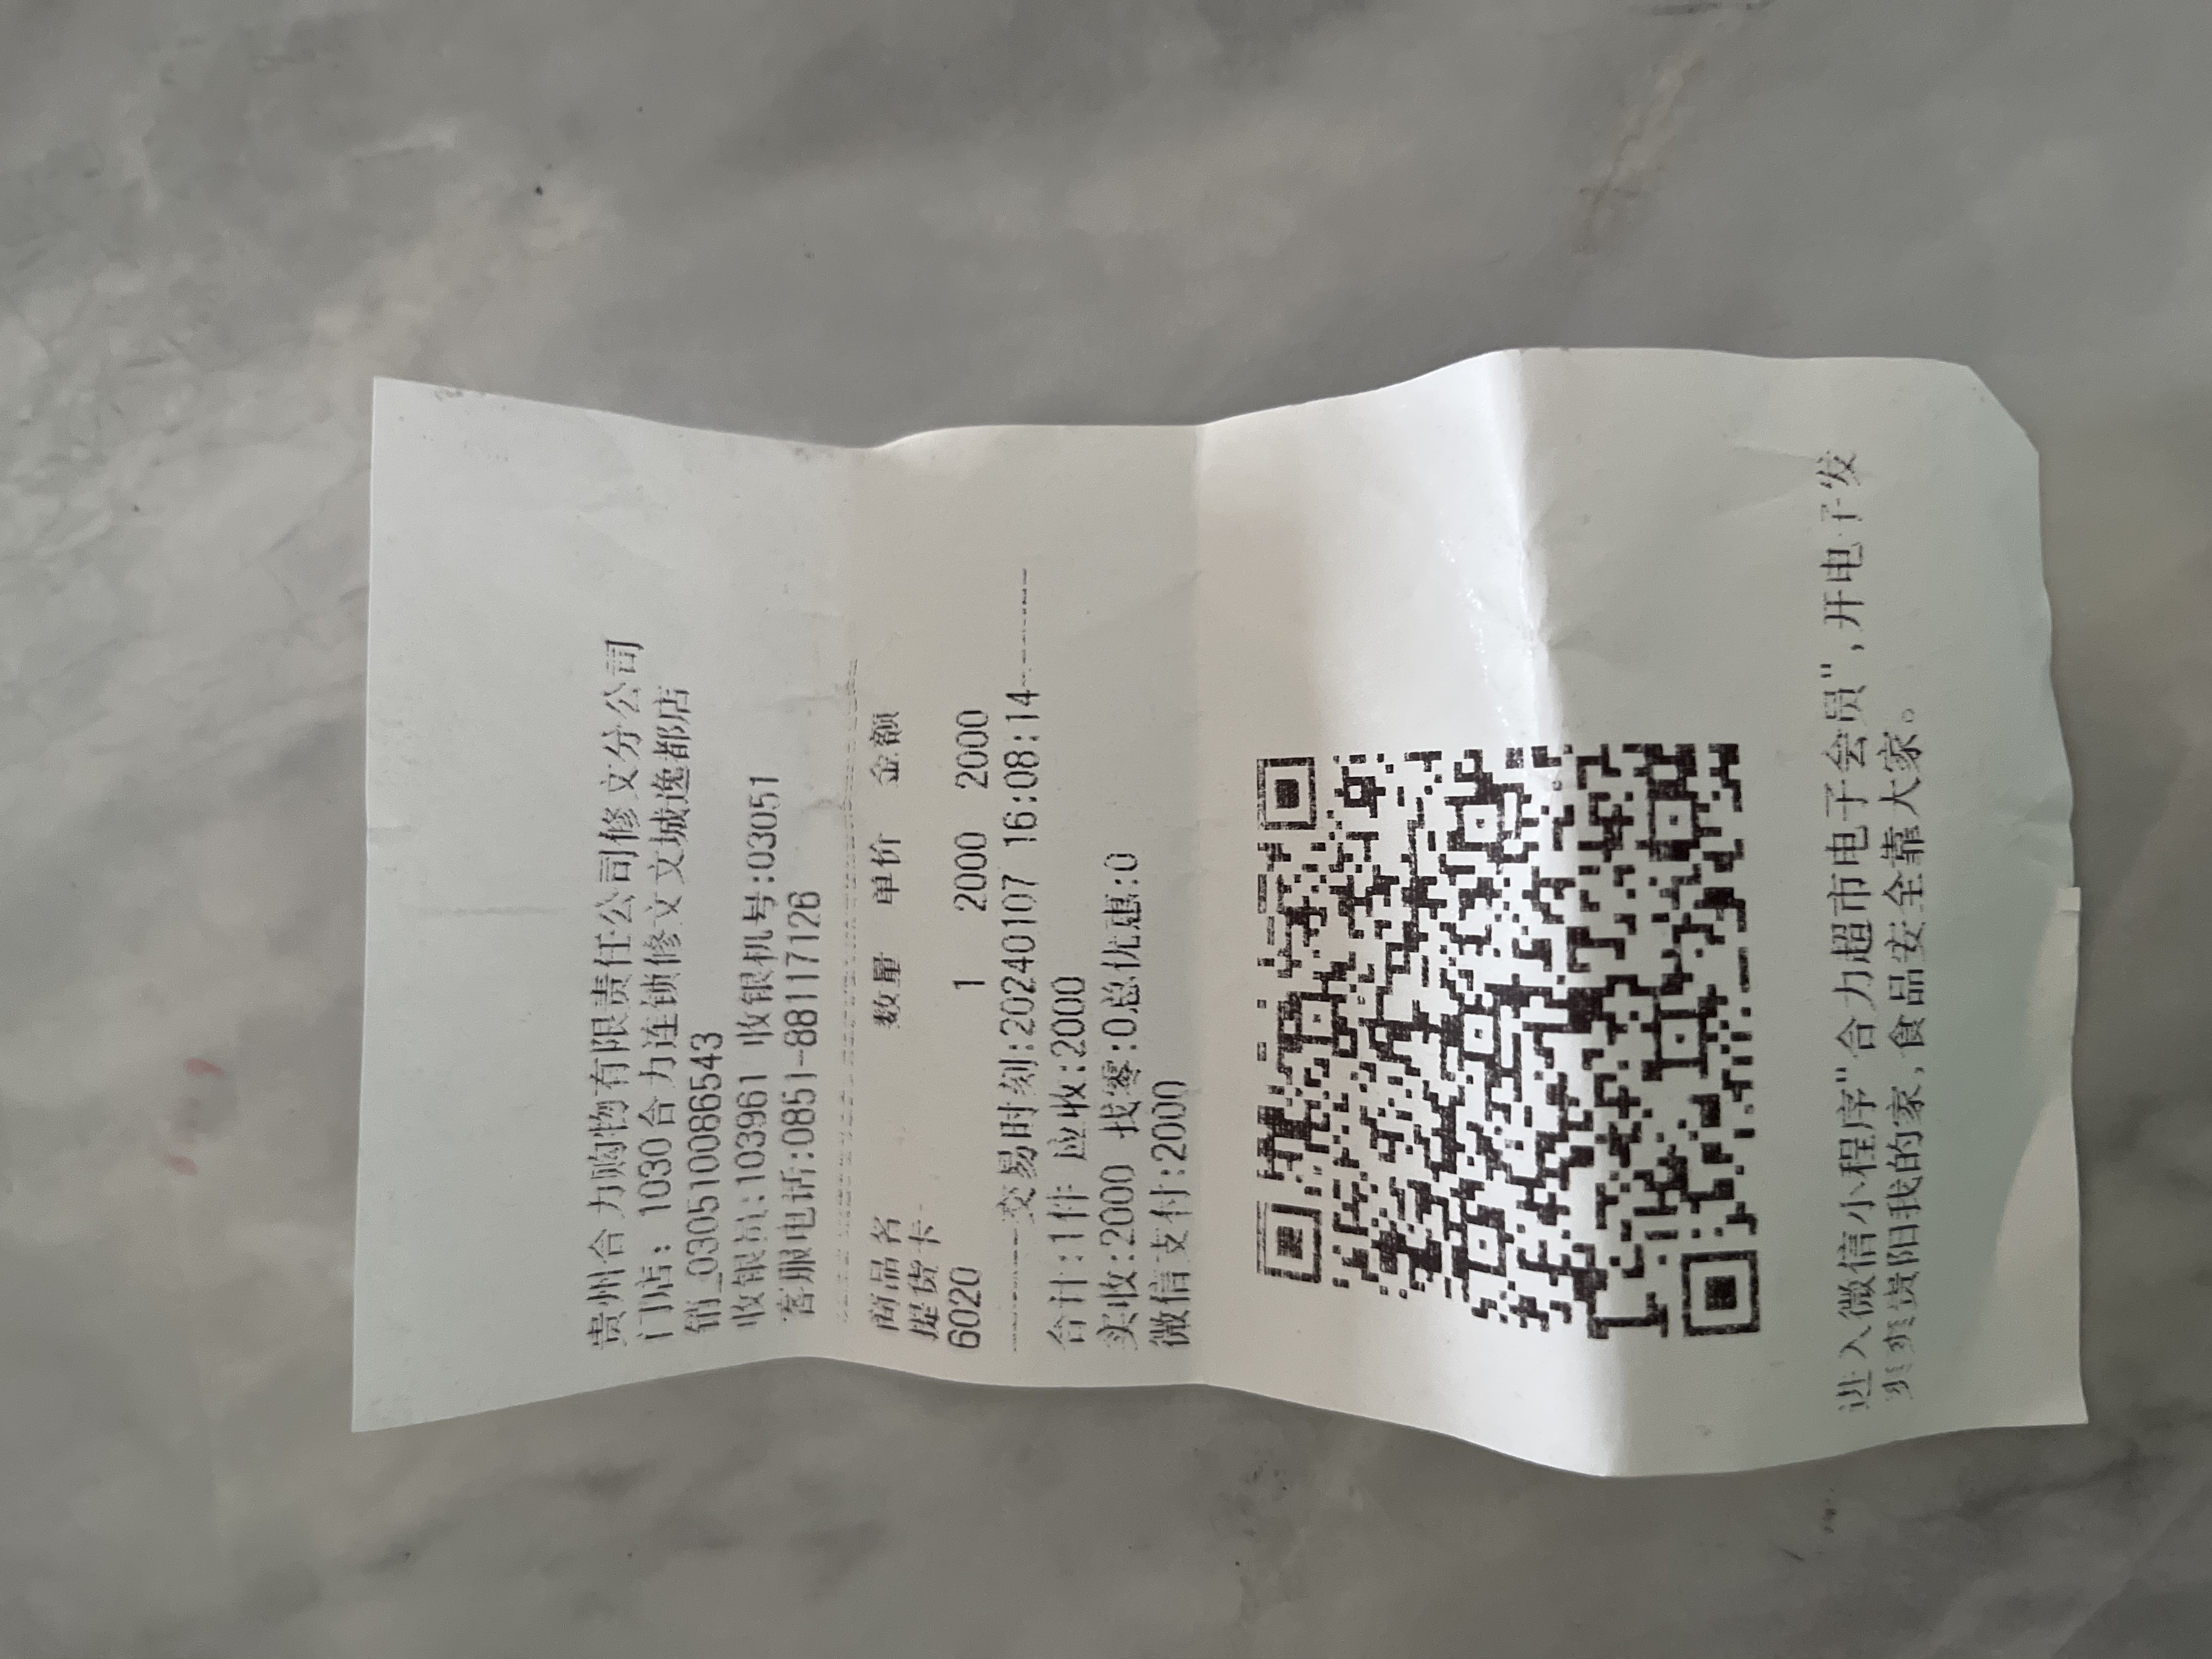 贵州合力购物有限责任公司修文分公司
门店: 1030合力连锁修文文城逸都店
销_030510086543
收银员:103961 收银机号:03051
客服电话:0851-88117126
商品名 数量 单价 金额
提货卡-
6020 1 2000 2000
------交易时刻:20240107 16:08:14--------
合计:1件 应收:2000
实收:2000 找零:0总优惠:0
微信支付:2000
进入微信小程序"合力超市电子会员",开电子发
爽爽贵阳我的家,食品安全靠大家。